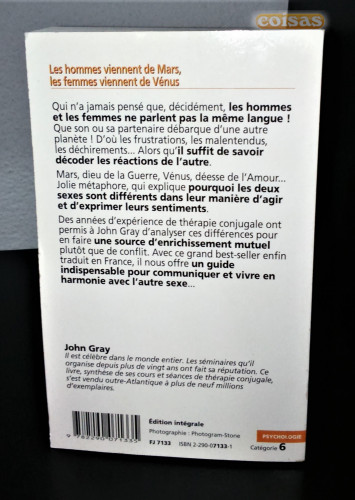 coisas
Les hommes viennent de Mars,
les femmes viennent de Vénus
Qui n'a jamais pensé que, décidément, les hommes
et les femmes ne parlent pas la même langue !
Que son ou sa partenaire débarque d'une autre
planète ! D'où les frustrations, les malentendus,
les déchirements... Alors qu'il suffit de savoir
décoder les réactions de l'autre.
Mars, dieu de la Guerre, Vénus, déesse de l'Amour...
Jolie métaphore, qui explique pourquoi les deux
sexes sont différents dans leur manière d'agir
et d'exprimer leurs sentiments.
Des années d'expérience de thérapie conjugale ont
permis à John Gray d'analyser ces différences pour
en faire une source d'enrichissement mutuel
plutôt que de conflit. Avec ce grand best-seller enfin
traduit en France, il nous offre un guide
indispensable pour communiquer et vivre en
harmonie avec l'autre sexe...
John Gray
Il est célèbre dans le monde entier. Les séminaires qu'il
organise depuis plus de vingt ans ont fait sa réputation. Ce
livre, synthèse de ses cours et séances de thérapie conjugale,
s'est vendu outre-Atlantique à plus de neuf millions
d'exemplaires.
Édition intégrale
Photographie : Photogram-Stone
9 782290 071335
FJ 7133 ISBN 2-290-07133-1
PSYCHOLOGIE
Catégorie 6